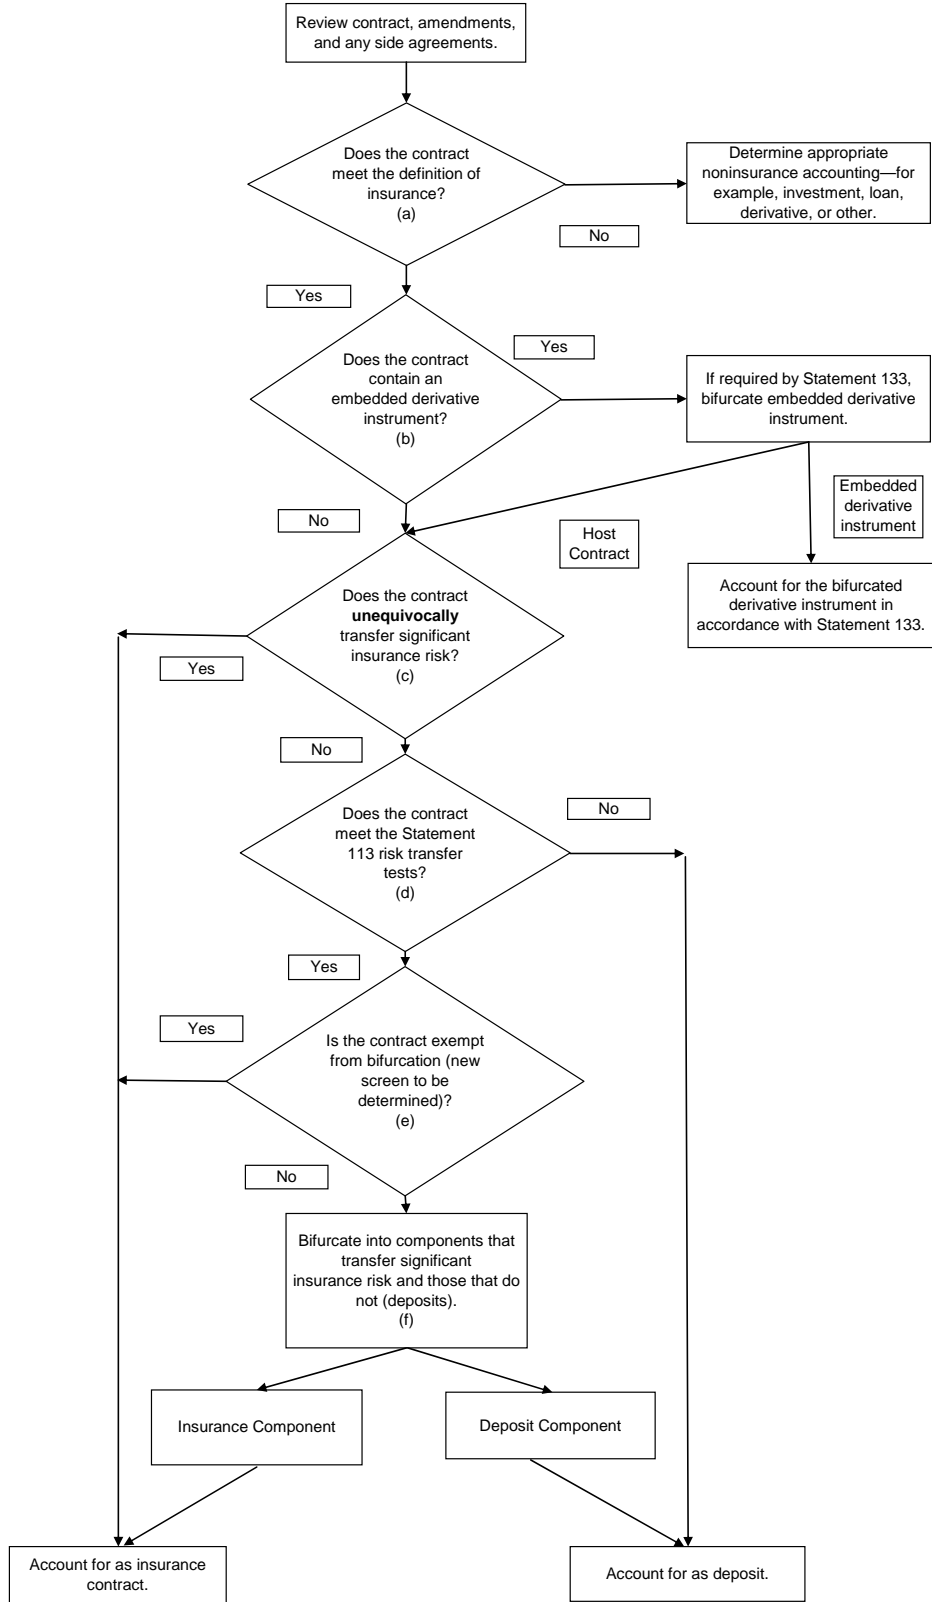 Review contract, amendments,
and any side agreements.
Does the contract
meet the definition of
insurance?
(a)
Determine appropriate
noninsurance accounting—for
example, investment, loan,
derivative, or other.
No
Yes
Does the contract
contain an
embedded derivative
instrument?
(b)
Yes
If required by Statement 133,
bifurcate embedded derivative
instrument.
No
Host
Contract
Embedded
derivative
instrument
Does the contract
unequivocally
transfer significant
insurance risk?
(c)
Account for the bifurcated
derivative instrument in
accordance with Statement 133.
Yes
No
Does the contract
meet the Statement
113 risk transfer
tests?
(d)
No
Yes
Yes
Is the contract exempt
from bifurcation (new
screen to be
determined)?
(e)
No
Bifurcate into components that
transfer significant
insurance risk and those that do
not (deposits).
(f)
Insurance Component
Deposit Component
Account for as insurance
contract.
Account for as deposit.